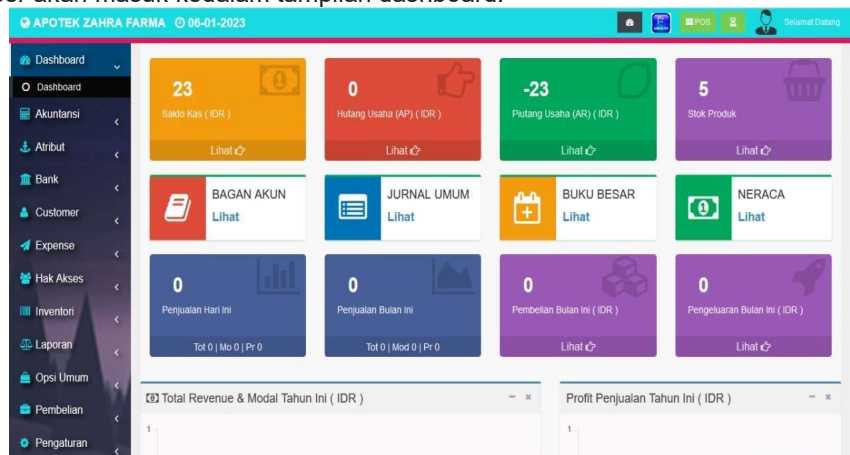 akan masuk kedalam tampilan dashboard.
APOTEK ZAHRA FARMA 06-01-2023
POS
Selamat Datang
Dashboard
Dashboard
Akuntansi
Atribut
Bank
Customer
Expense
Hak Akses
Inventori
Laporan
Opsi Umum
Pembelian
Pengaturan
23
Saldo Kas ( IDR )
Lihat
0
Hutang Usaha (AP) ( IDR )
Lihat
-23
Piutang Usaha (AR) ( IDR )
Lihat
5
Stok Produk
Lihat
BAGAN AKUN
Lihat
JURNAL UMUM
Lihat
BUKU BESAR
Lihat
NERACA
Lihat
0
Penjualan Hari Ini
Tot 0 | Mo 0 | Pr 0
0
Penjualan Bulan Ini
Tot 0 | Mod 0 | Pr 0
0
Pembelian Bulan Ini ( IDR )
Lihat
0
Pengeluaran Bulan Ini ( IDR )
Lihat
Total Revenue & Modal Tahun Ini ( IDR )
1
Profit Penjualan Tahun Ini ( IDR )
1